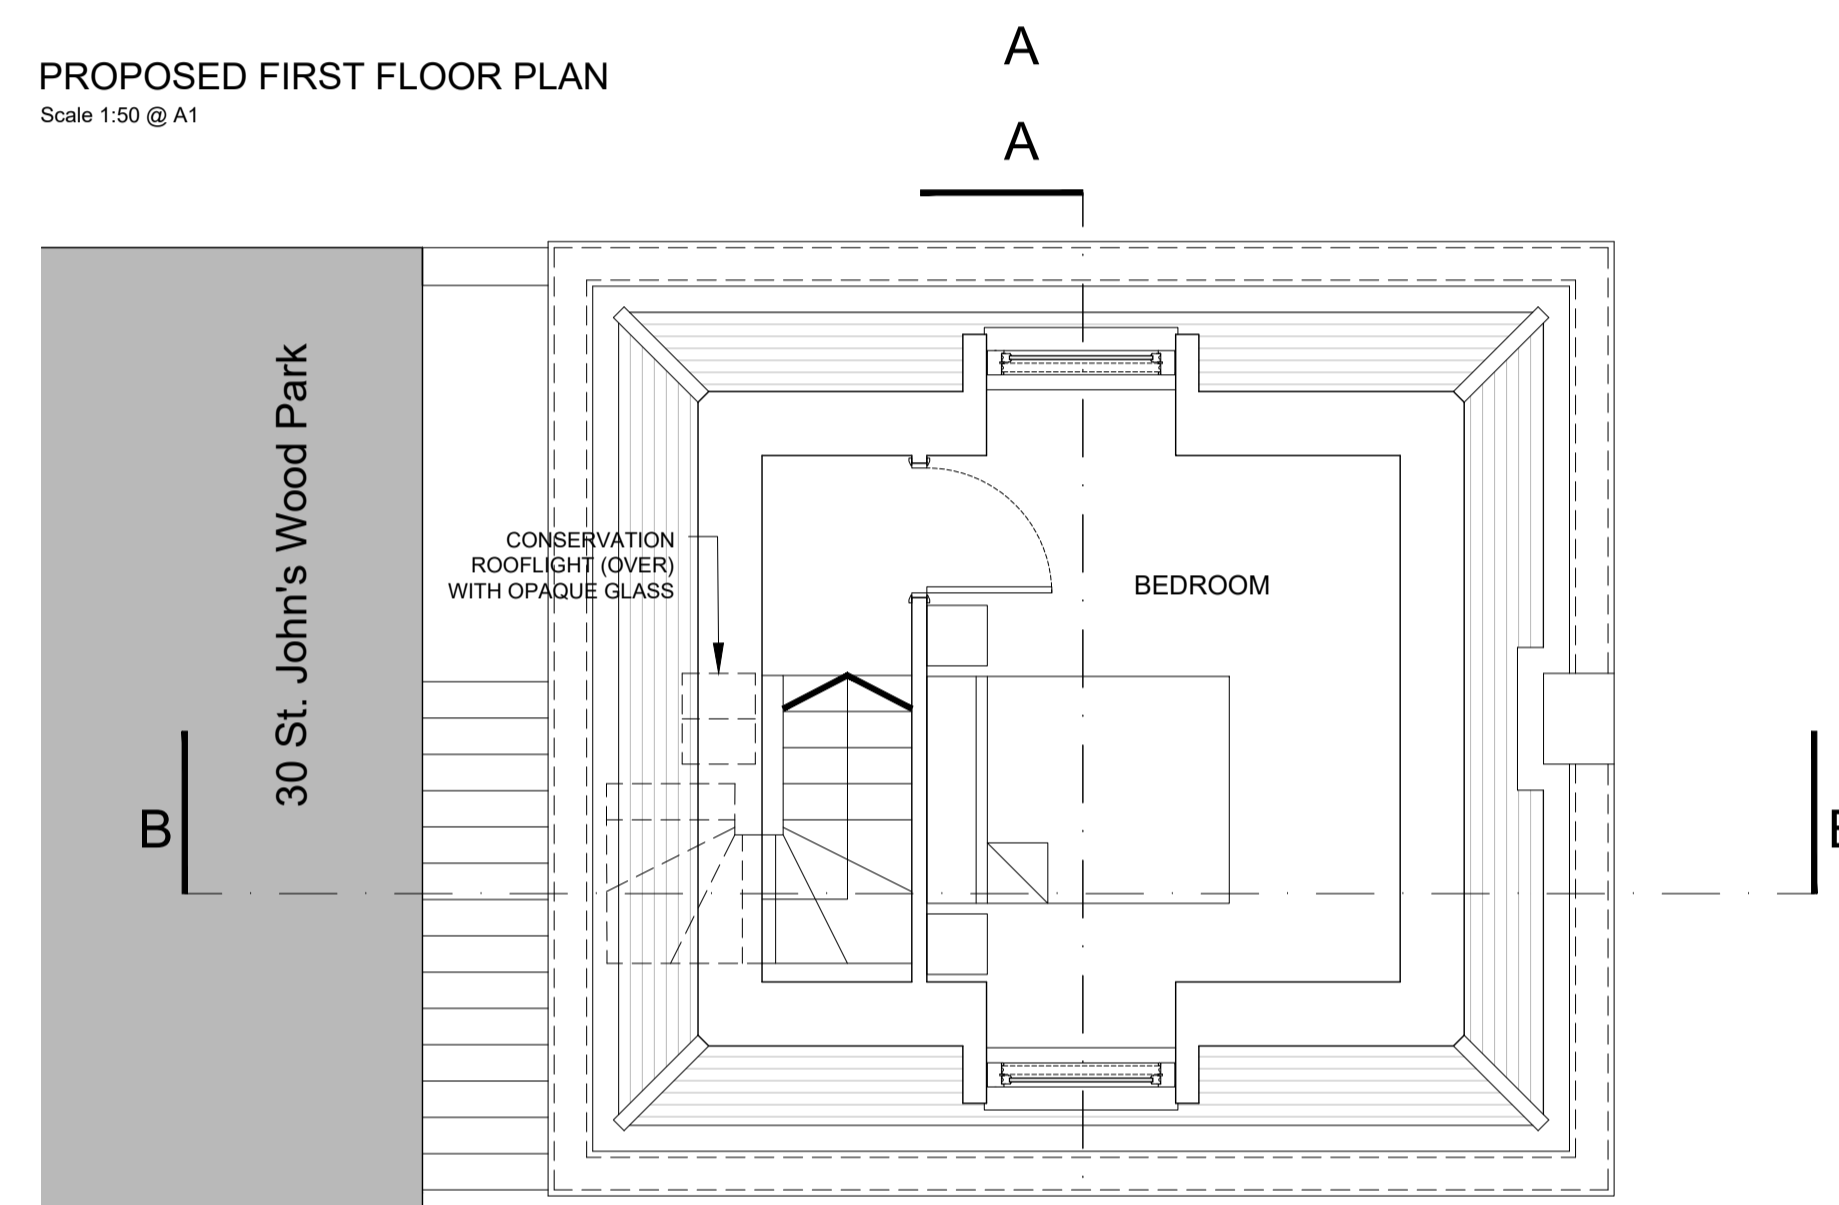 PROPOSED FIRST FLOOR PLAN
Scale 1:50 @ A1
A
A
30 St. John's Wood Park
CONSERVATION
ROOFLIGHT (OVER)
WITH OPAQUE GLASS
BEDROOM
B